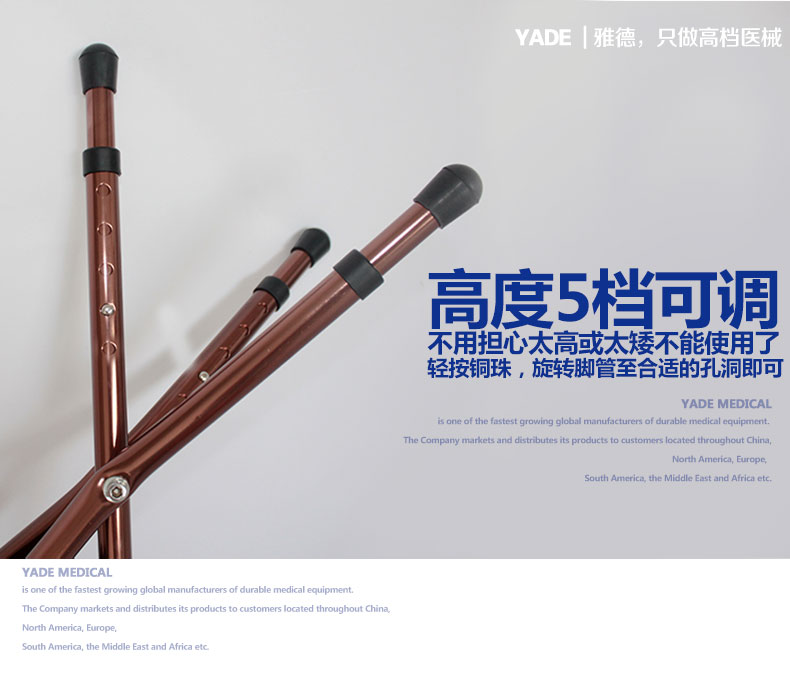 YADE | 雅德，只做高档医械
高度5档可调
不用担心太高或太矮不能使用了
轻按铜珠，旋转脚管至合适的孔洞即可
YADE MEDICAL
is one of the fastest growing global manufacturers of durable medical equipment.
The Company markets and distributes its products to customers located throughout China,
North America, Europe,
South America, the Middle East and Africa etc.
YADE MEDICAL
is one of the fastest growing global manufacturers of durable medical equipment.
The Company markets and distributes its products to customers located throughout China,
North America, Europe,
South America, the Middle East and Africa etc.